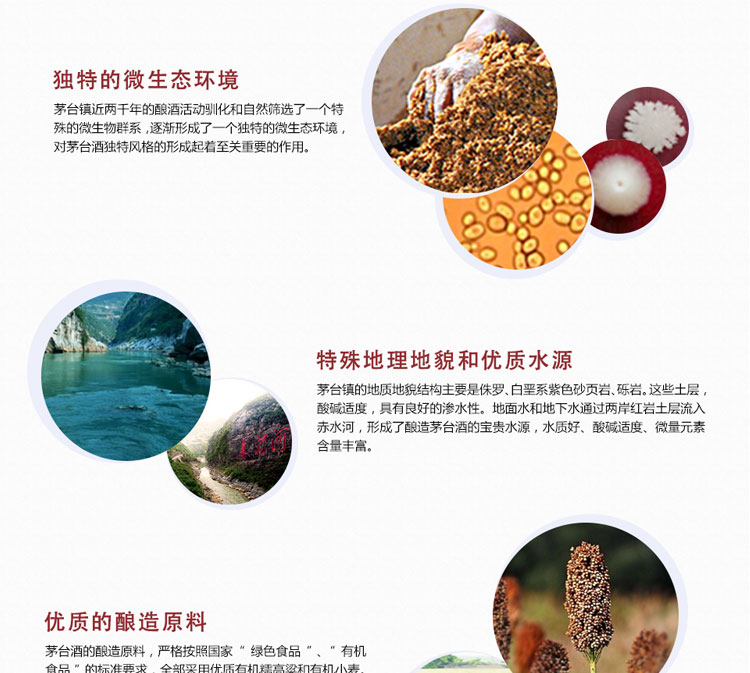 独特的微生态环境
茅台镇近两千年的酿酒活动驯化和自然筛选了一个特
殊的微生物群系，逐渐形成了一个独特的微生态环境，
对茅台酒独特风格的形成起着至关重要的作用。
特殊地理地貌和优质水源
茅台镇的地质地貌结构主要是侏罗、白垩系紫色砂页岩、砾岩。这些土层，
酸碱适度，具有良好的渗水性。地面水和地下水通过两岸红岩土层流入
赤水河，形成了酿造茅台酒的宝贵水源，水质好、酸碱适度、微量元素
含量丰富。
优质的酿造原料
茅台酒的酿造原料，严格按照国家“ 绿色食品 ”、“ 有机
食品 ”的标准要求，全部采用优质有机糯高粱和有机小麦。